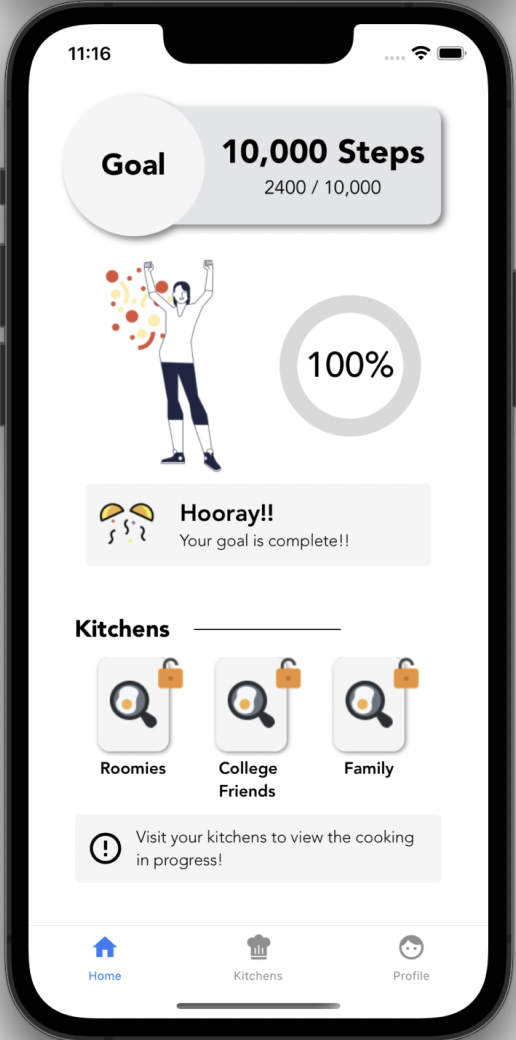 11:16
Goal
10,000 Steps
2400 / 10,000
100%
Hooray!!
Your goal is complete!!
Kitchens
Roomies
College
Friends
Family
Visit your kitchens to view the cooking
in progress!
Home
Kitchens
Profile